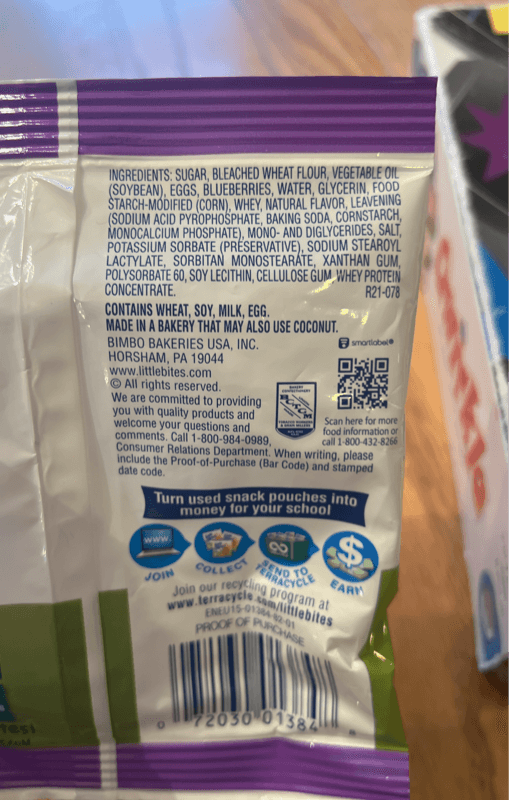 INGREDIENTS: SUGAR, BLEACHED WHEAT FLOUR, VEGETABLE OIL
(SOYBEAN), EGGS, BLUEBERRIES, WATER, GLYCERIN, FOOD
STARCH-MODIFIED (CORN), WHEY, NATURAL FLAVOR, LEAVENING
(SODIUM ACID PYROPHOSPHATE, BAKING SODA, CORNSTARCH,
MONOCALCIUM PHOSPHATE), MONO- AND DIGLYCERIDES, SALT,
POTASSIUM SORBATE (PRESERVATIVE), SODIUM STEAROYL
LACTYLATE, SORBITAN MONOSTEARATE, XANTHAN GUM,
POLYSORBATE 60, SOY LECITHIN, CELLULOSE GUM, WHEY PROTEIN
CONCENTRATE. R21-078
CONTAINS WHEAT, SOY, MILK, EGG.
MADE IN A BAKERY THAT MAY ALSO USE COCONUT.
BIMBO BAKERIES USA, INC.
HORSHAM, PA 19044
www.littlebites.com
© All rights reserved.
We are committed to providing
you with quality products and
welcome your questions and
comments. Call 1-800-984-0989,
Consumer Relations Department. When writing, please
include the Proof-of-Purchase (Bar Code) and stamped
date code.
smartlabel
Scan here for more
food information or
call 1-800-432-8266
Turn used snack pouches into
money for your school
www.
$
JOIN
COLLECT
SEND TO
TERRACYCLE
EARN
Join our recycling program at
www.terracycle.com/littlebites
ENEU15-01384-02-01
PROOF OF PURCHASE
0 72030 01384